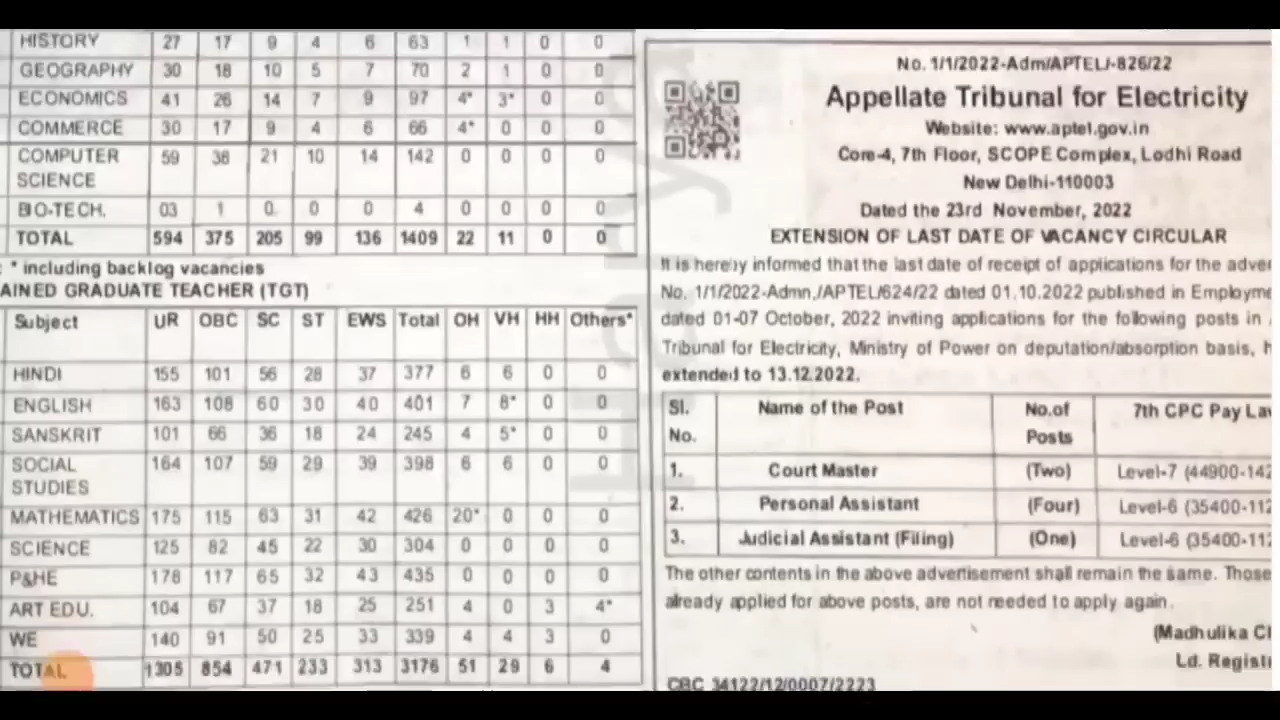 HISTORY 27 17 9 4 6 63 1 1 0 0
GEOGRAPHY 30 18 10 5 7 70 2 1 0 0
ECONOMICS 41 26 14 7 9 97 4* 3* 0 0
COMMERCE 30 17 9 4 6 66 4* 0 0 0
COMPUTER SCIENCE 59 38 21 10 14 142 0 0 0 0
BIO-TECH. 03 1 0 0 0 4 0 0 0 0
TOTAL 594 375 205 99 136 1409 22 11 0 0
: * including backlog vacancies
AINED GRADUATE TEACHER (TGT)
Subject UR OBC SC ST EWS Total OH VH HH Others*
HINDI 155 101 56 28 37 377 6 6 0 0
ENGLISH 163 108 60 30 40 401 7 8* 0 0
SANSKRIT 101 66 36 18 24 245 4 5* 0 0
SOCIAL STUDIES 164 107 59 29 39 398 6 6 0 0
MATHEMATICS 175 115 63 31 42 426 20* 0 0 0
SCIENCE 125 82 45 22 30 304 0 0 0 0
P&HE 178 117 65 32 43 435 0 0 0 0
ART EDU. 104 67 37 18 25 251 4 0 3 4*
WE 140 91 50 25 33 339 4 4 3 0
TOTAL 1305 854 471 233 313 3176 51 29 6 4
No. 1/1/2022-Adm/APTEL/-826/22
Appellate Tribunal for Electricity
Website: www.aptel.gov.in
Core-4, 7th Floor, SCOPE Complex, Lodhi Road
New Delhi-110003
Dated the 23rd November, 2022
EXTENSION OF LAST DATE OF VACANCY CIRCULAR
It is hereby informed that the last date of receipt of applications for the adver
No. 1/1/2022-Admn./APTEL/624/22 dated 01.10.2022 published in Employme
dated 01-07 October, 2022 inviting applications for the following posts in
Tribunal for Electricity, Ministry of Power on deputation/absorption basis, h
extended to 13.12.2022.
Sl. No. Name of the Post No.of Posts 7th CPC Pay Lev
1. Court Master (Two) Level-7 (44900-142
2. Personal Assistant (Four) Level-6 (35400-112
3. Judicial Assistant (Filing) (One) Level-6 (35400-112
The other contents in the above advertisement shall remain the same. Those
already applied for above posts, are not needed to apply again.
(Madhulika
Ld. Registr
CBC 34122/12/0007/2223